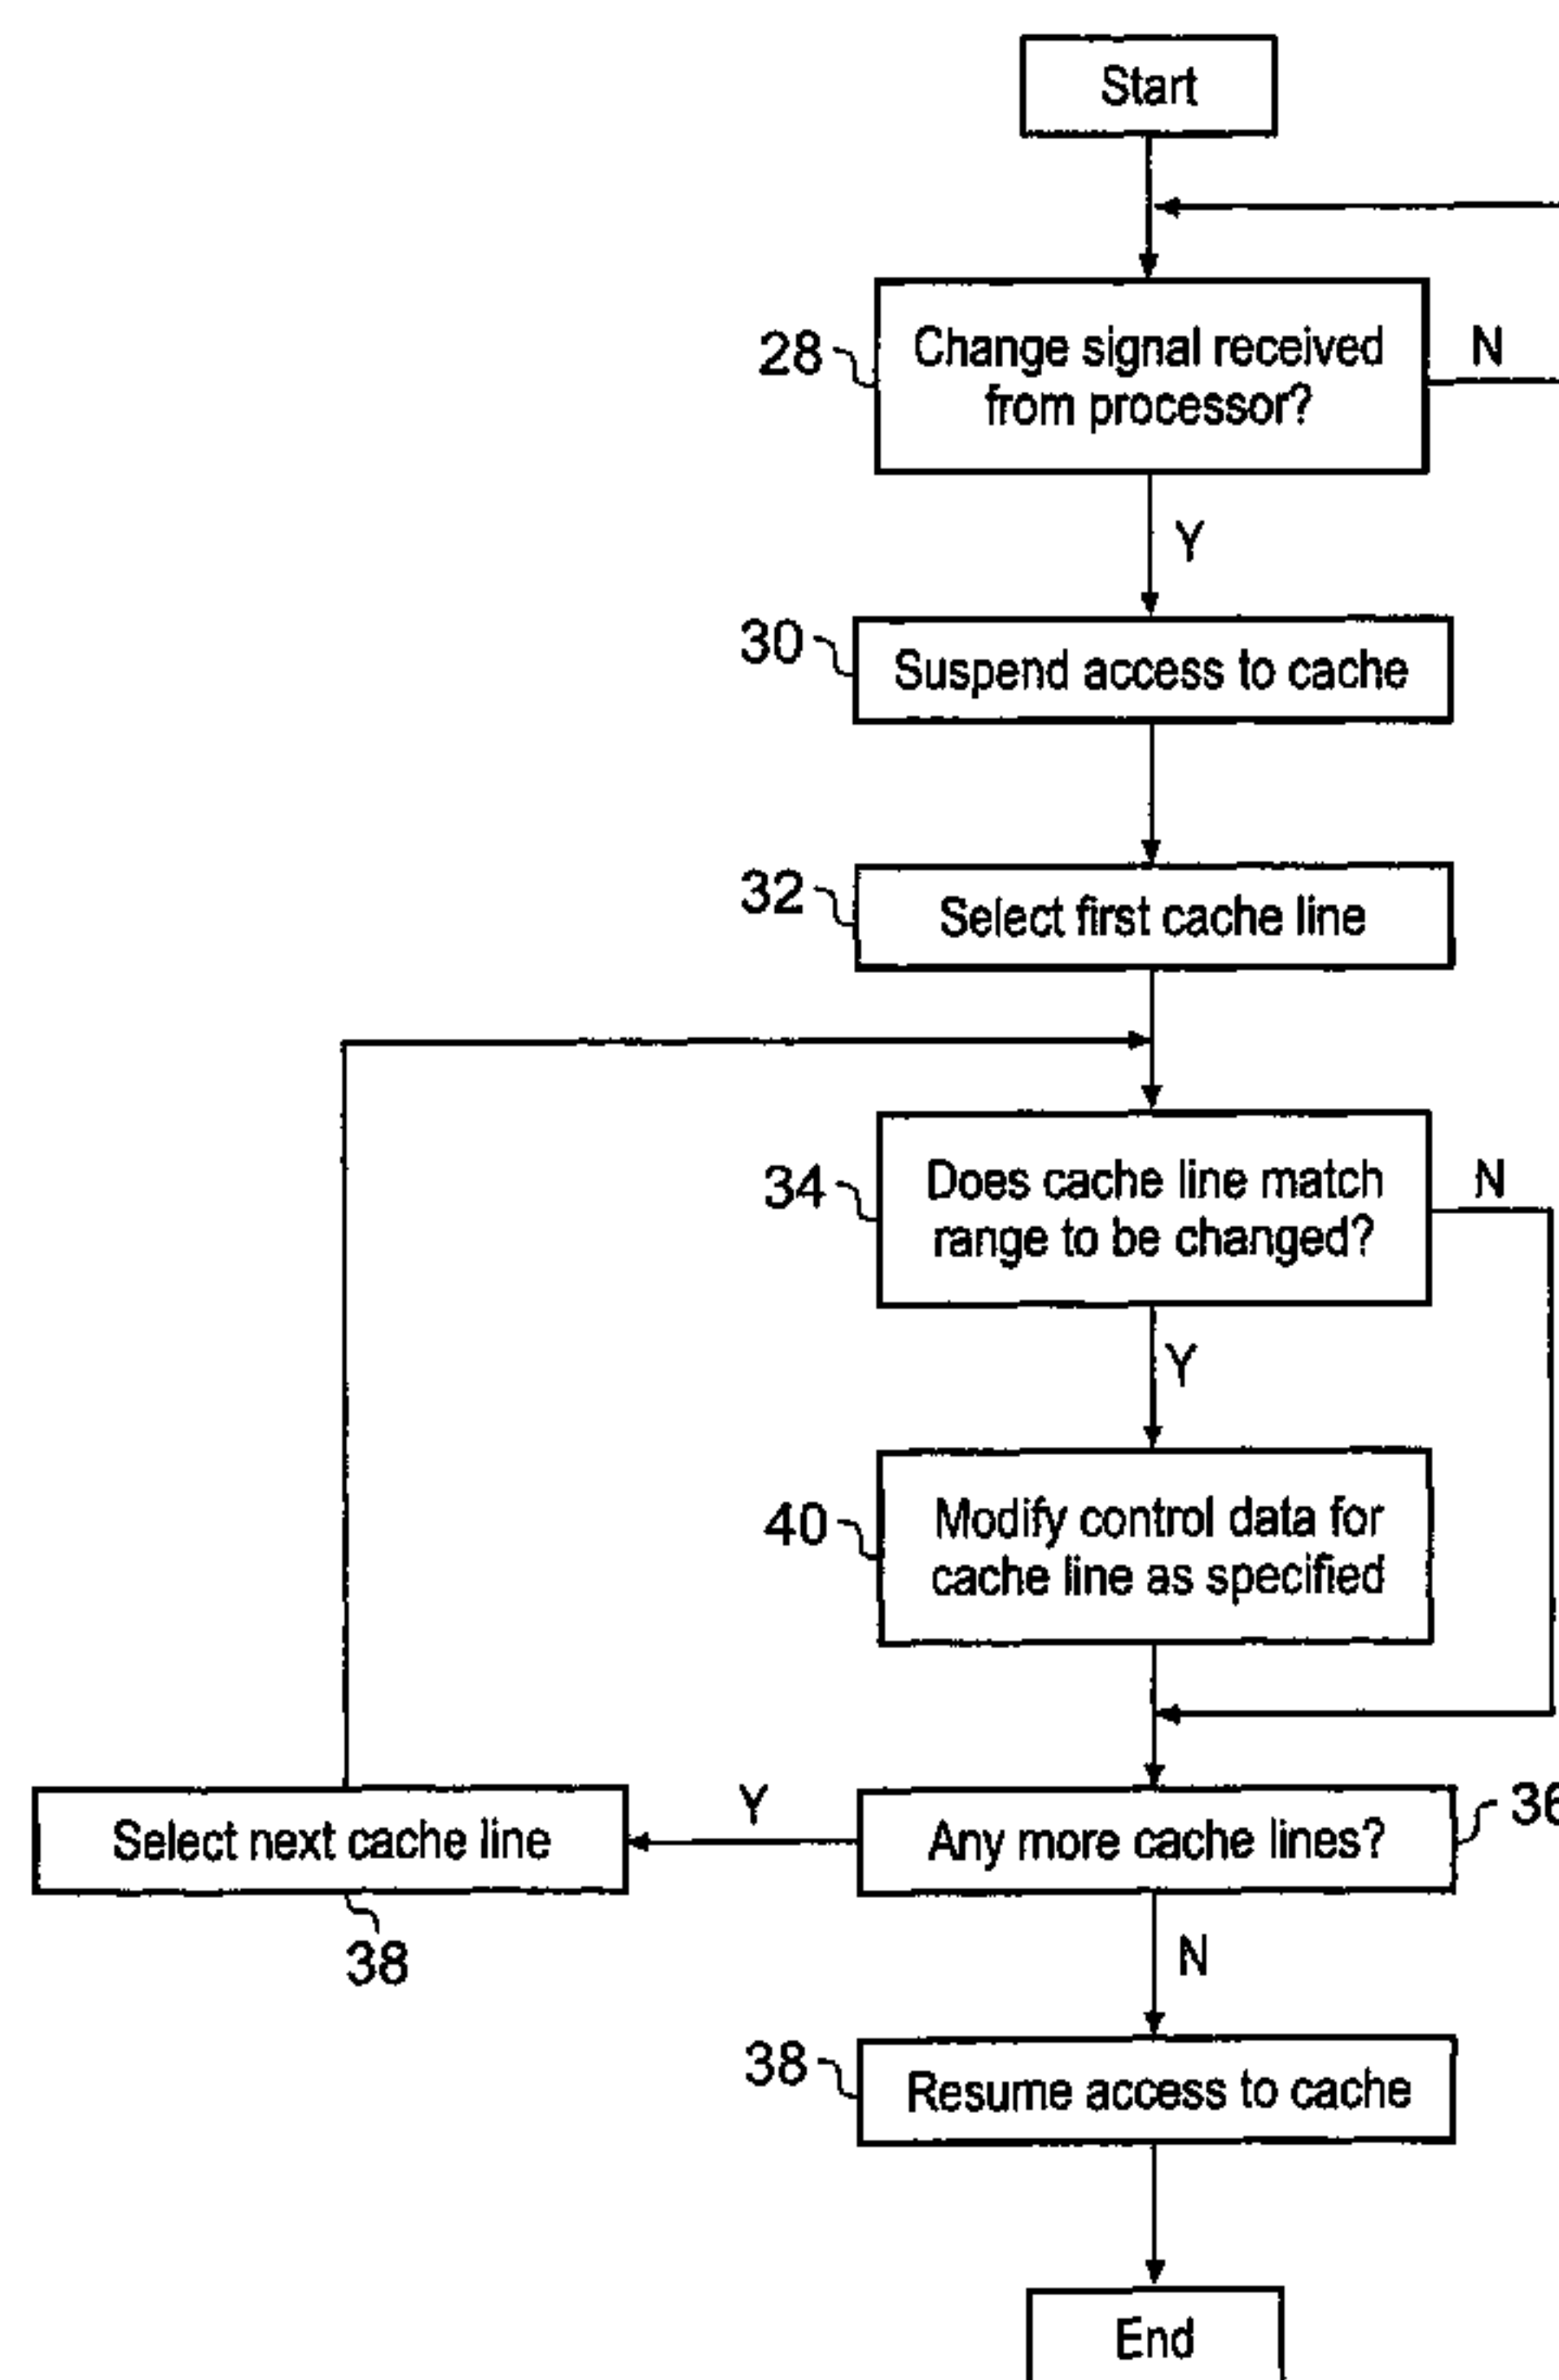 Start
28
Change signal received
from processor?
N
Y
30
Suspend access to cache
32
Select first cache line
34
Does cache line match
range to be changed?
N
Y
40
Modify control data for
cache line as specified
Select next cache line
Y
Any more cache lines?
36
38
N
38
Resume access to cache
End